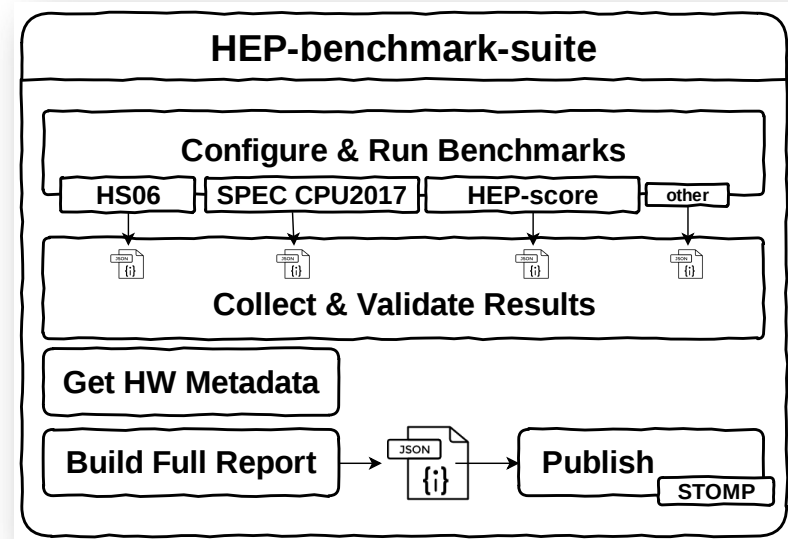 HEP-benchmark-suite
Configure & Run Benchmarks
HS06
SPEC CPU2017
HEP-score
other
JSON
{i}
JSON
{i}
JSON
{i}
JSON
{i}
Collect & Validate Results
Get HW Metadata
Build Full Report
JSON
{i}
Publish
STOMP